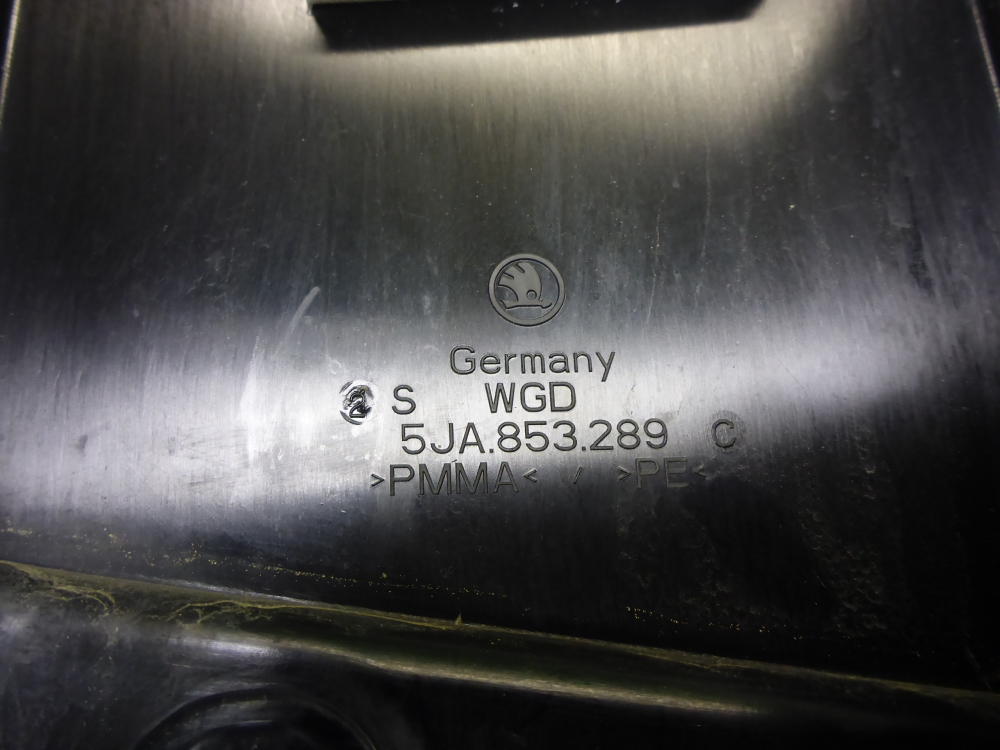 Germany
S WGD
5JA.853.289 C
>PMMA< / >PE<